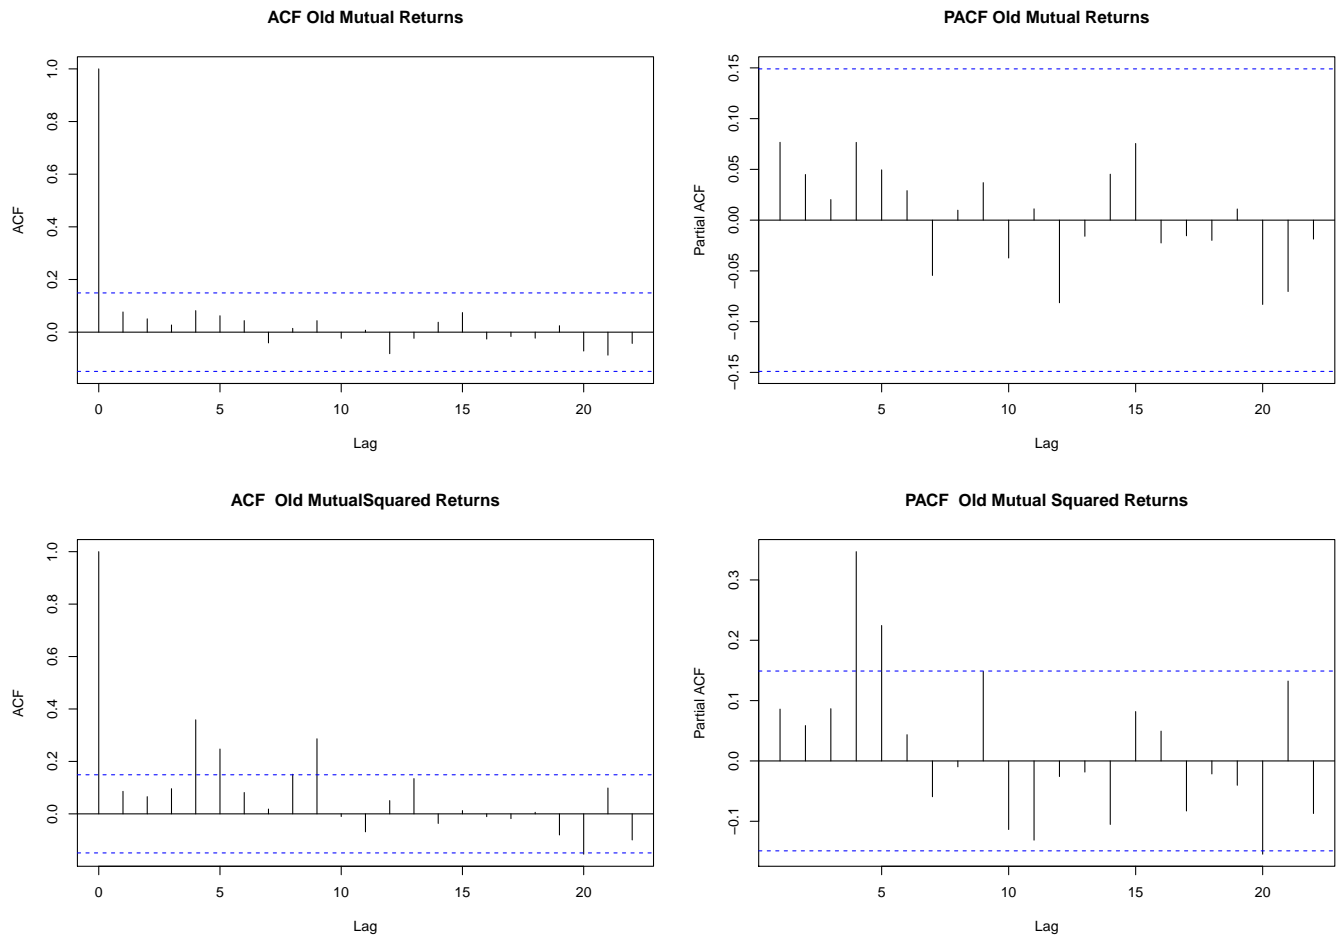 ACF Old Mutual Returns
ACF
1.0
0.8
0.6
0.4
0.2
0.0
0 5 10 15 20
Lag
PACF Old Mutual Returns
Partial ACF
0.15
0.10
0.05
0.00
−0.05
−0.10
−0.15
5 10 15 20
Lag
ACF  Old MutualSquared Returns
ACF
1.0
0.8
0.6
0.4
0.2
0.0
0 5 10 15 20
Lag
PACF  Old Mutual Squared Returns
Partial ACF
0.3
0.2
0.1
0.0
−0.1
5 10 15 20
Lag